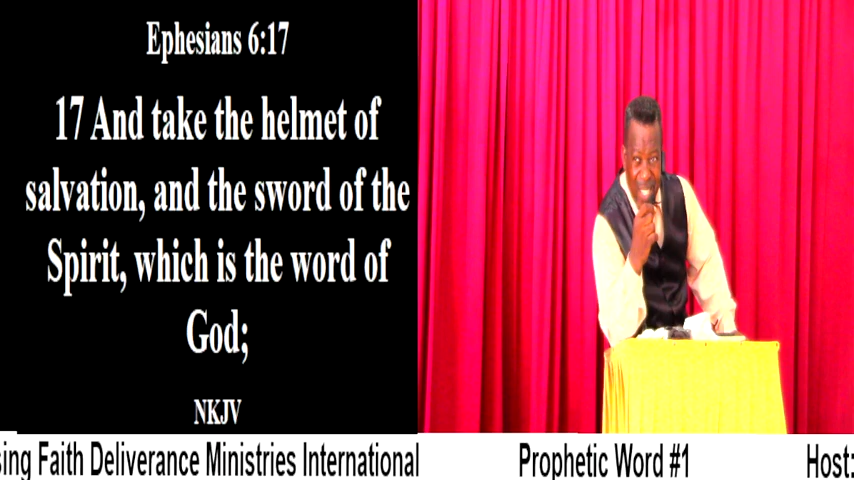 Ephesians 6:17
17 And take the helmet of
salvation, and the sword of the
Spirit, which is the word of
God;
NKJV
Faith Deliverance Ministries International Prophetic Word #1 Host: